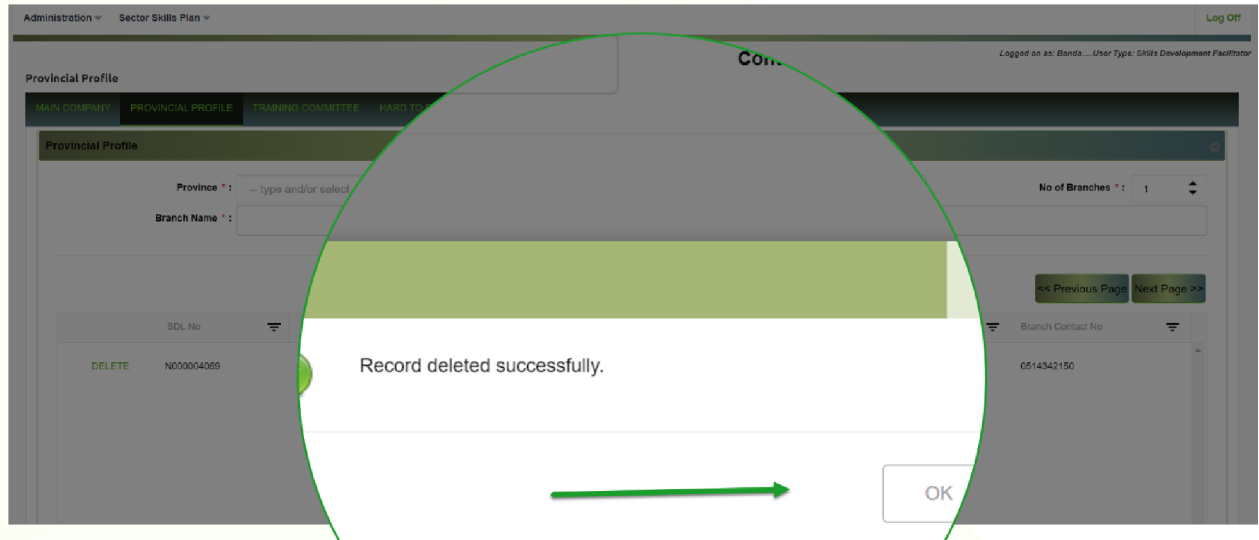 Administration Sector Skills Plan Log Off
Logged on as: Banda.....User Type: Skills Development Facilitator
Provincial Profile
MAIN COMPANY PROVINCIAL PROFILE TRAINING COMMITTEE HARD TO
Provincial Profile
Province * : -- type and/or select No of Branches * : 1
Branch Name * :
<< Previous Page Next Page >>
SDL No Branch Contact No
DELETE N000004069 0514342150
Record deleted successfully.
OK